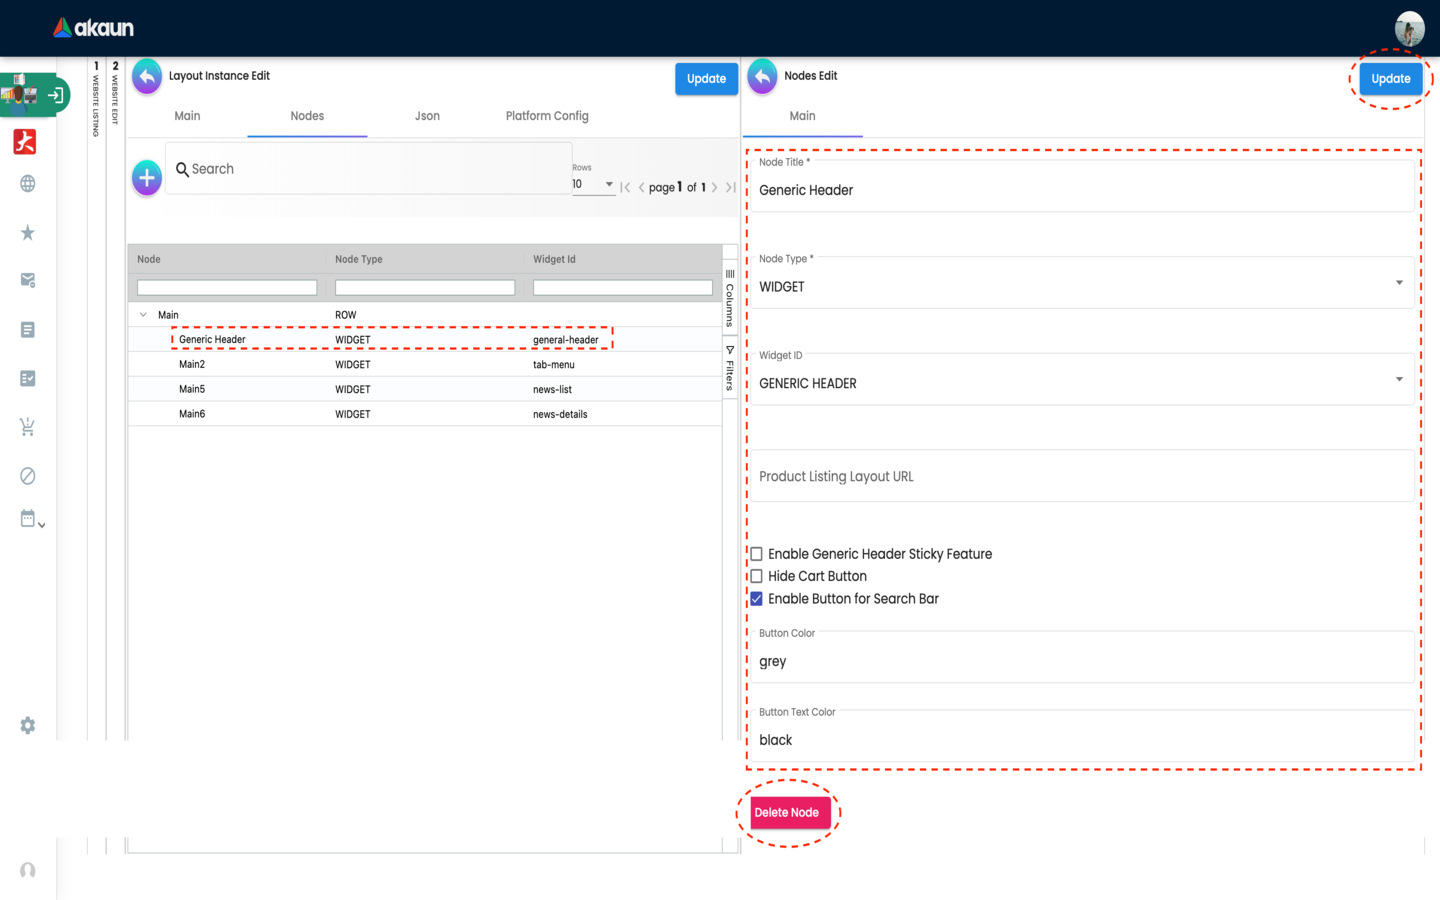 akaun
1 WEBSITE LISTING
2 WEBSITE EDIT
Layout Instance Edit
Update
Main
Nodes
Json
Platform Config
Search
Rows
10
page 1 of 1
Node
Node Type
Widget Id
Main
ROW
Generic Header
WIDGET
general-header
Main2
WIDGET
tab-menu
Main5
WIDGET
news-list
Main6
WIDGET
news-details
Columns
Filters
Nodes Edit
Update
Main
Node Title *
Generic Header
Node Type *
WIDGET
Widget ID
GENERIC HEADER
Product Listing Layout URL
Enable Generic Header Sticky Feature
Hide Cart Button
Enable Button for Search Bar
Button Color
grey
Button Text Color
black
Delete Node